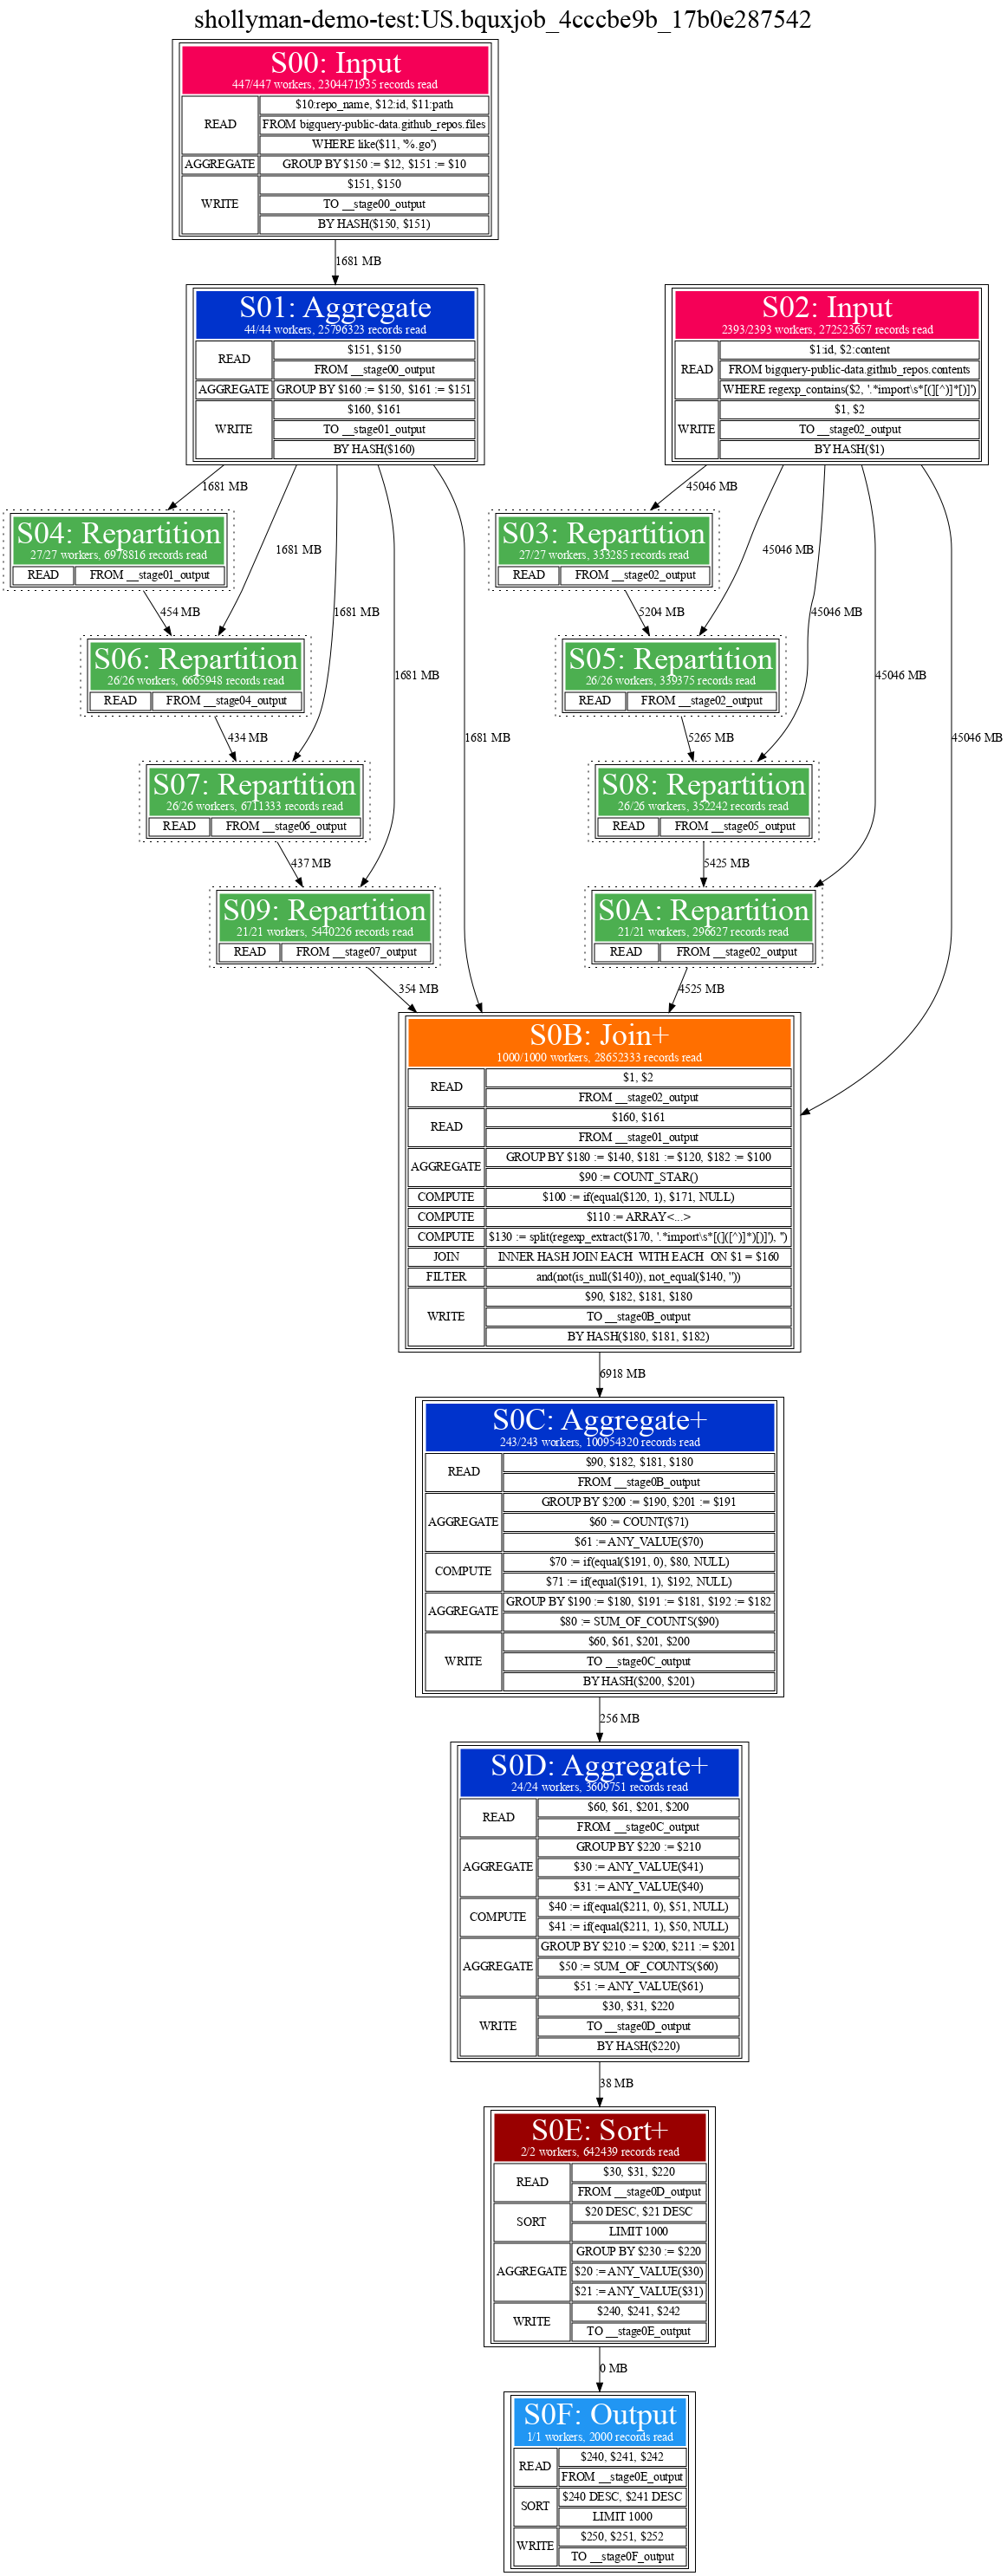 shollyman-demo-test:US.bquxjob_4cccbe9b_17b0e287542
S00: Input
447/447 workers, 2304471935 records read
READ
$10:repo_name, $12:id, $11:path
FROM bigquery-public-data.github_repos.files
WHERE like($11, '%.go')
AGGREGATE
GROUP BY $150 := $12, $151 := $10
WRITE
$151, $150
TO __stage00_output
BY HASH($150, $151)
1681 MB
S01: Aggregate
44/44 workers, 25796323 records read
READ
$151, $150
FROM __stage00_output
AGGREGATE
GROUP BY $160 := $150, $161 := $151
WRITE
$160, $161
TO __stage01_output
BY HASH($160)
S02: Input
2393/2393 workers, 272523657 records read
READ
$1:id, $2:content
FROM bigquery-public-data.github_repos.contents
WHERE regexp_contains($2, '.*import\s*[(][^)]*[)]')
WRITE
$1, $2
TO __stage02_output
BY HASH($1)
1681 MB
45046 MB
S04: Repartition
27/27 workers, 6978816 records read
READ
FROM __stage01_output
1681 MB
S03: Repartition
27/27 workers, 333285 records read
READ
FROM __stage02_output
45046 MB
454 MB
1681 MB
5204 MB
45046 MB
S06: Repartition
26/26 workers, 6665948 records read
READ
FROM __stage04_output
1681 MB
S05: Repartition
26/26 workers, 339375 records read
READ
FROM __stage02_output
45046 MB
434 MB
1681 MB
5265 MB
45046 MB
S07: Repartition
26/26 workers, 6711333 records read
READ
FROM __stage06_output
S08: Repartition
26/26 workers, 352242 records read
READ
FROM __stage05_output
437 MB
5425 MB
S09: Repartition
21/21 workers, 5440226 records read
READ
FROM __stage07_output
S0A: Repartition
21/21 workers, 296627 records read
READ
FROM __stage02_output
354 MB
4525 MB
S0B: Join+
1000/1000 workers, 28652333 records read
READ
$1, $2
FROM __stage02_output
READ
$160, $161
FROM __stage01_output
AGGREGATE
GROUP BY $180 := $140, $181 := $120, $182 := $100
$90 := COUNT_STAR()
COMPUTE
$100 := if(equal($120, 1), $171, NULL)
COMPUTE
$110 := ARRAY<...>
COMPUTE
$130 := split(regexp_extract($170, '.*import\s*[(]([^)]*)[)]'), '')
JOIN
INNER HASH JOIN EACH WITH EACH ON $1 = $160
FILTER
and(not(is_null($140)), not_equal($140, ''))
WRITE
$90, $182, $181, $180
TO __stage0B_output
BY HASH($180, $181, $182)
6918 MB
S0C: Aggregate+
243/243 workers, 100954320 records read
READ
$90, $182, $181, $180
FROM __stage0B_output
AGGREGATE
GROUP BY $200 := $190, $201 := $191
$60 := COUNT($71)
$61 := ANY_VALUE($70)
COMPUTE
$70 := if(equal($191, 0), $80, NULL)
$71 := if(equal($191, 1), $192, NULL)
AGGREGATE
GROUP BY $190 := $180, $191 := $181, $192 := $182
$80 := SUM_OF_COUNTS($90)
WRITE
$60, $61, $201, $200
TO __stage0C_output
BY HASH($200, $201)
256 MB
S0D: Aggregate+
24/24 workers, 3609751 records read
READ
$60, $61, $201, $200
FROM __stage0C_output
AGGREGATE
GROUP BY $220 := $210
$30 := ANY_VALUE($41)
$31 := ANY_VALUE($40)
COMPUTE
$40 := if(equal($211, 0), $51, NULL)
$41 := if(equal($211, 1), $50, NULL)
AGGREGATE
GROUP BY $210 := $200, $211 := $201
$50 := SUM_OF_COUNTS($60)
$51 := ANY_VALUE($61)
WRITE
$30, $31, $220
TO __stage0D_output
BY HASH($220)
38 MB
S0E: Sort+
2/2 workers, 642439 records read
READ
$30, $31, $220
FROM __stage0D_output
SORT
$20 DESC, $21 DESC
LIMIT 1000
AGGREGATE
GROUP BY $230 := $220
$20 := ANY_VALUE($30)
$21 := ANY_VALUE($31)
WRITE
$240, $241, $242
TO __stage0E_output
0 MB
S0F: Output
1/1 workers, 2000 records read
READ
$240, $241, $242
FROM __stage0E_output
SORT
$240 DESC, $241 DESC
LIMIT 1000
WRITE
$250, $251, $252
TO __stage0F_output